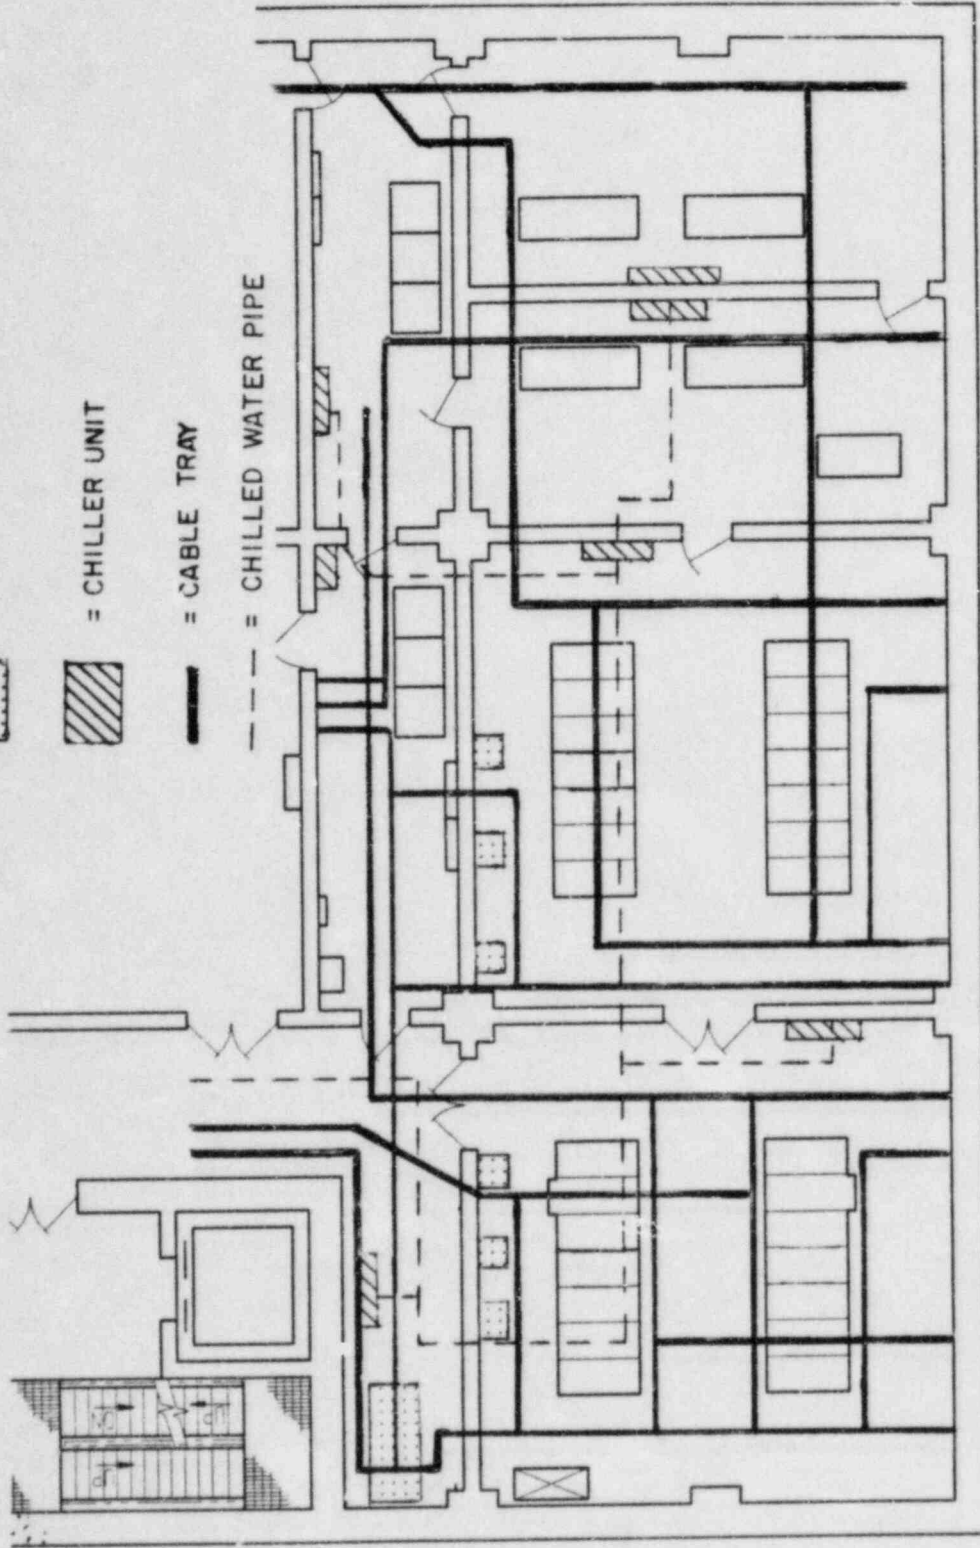 = CHILLER UNIT
= CABLE TRAY
= CHILLED WATER PIPE